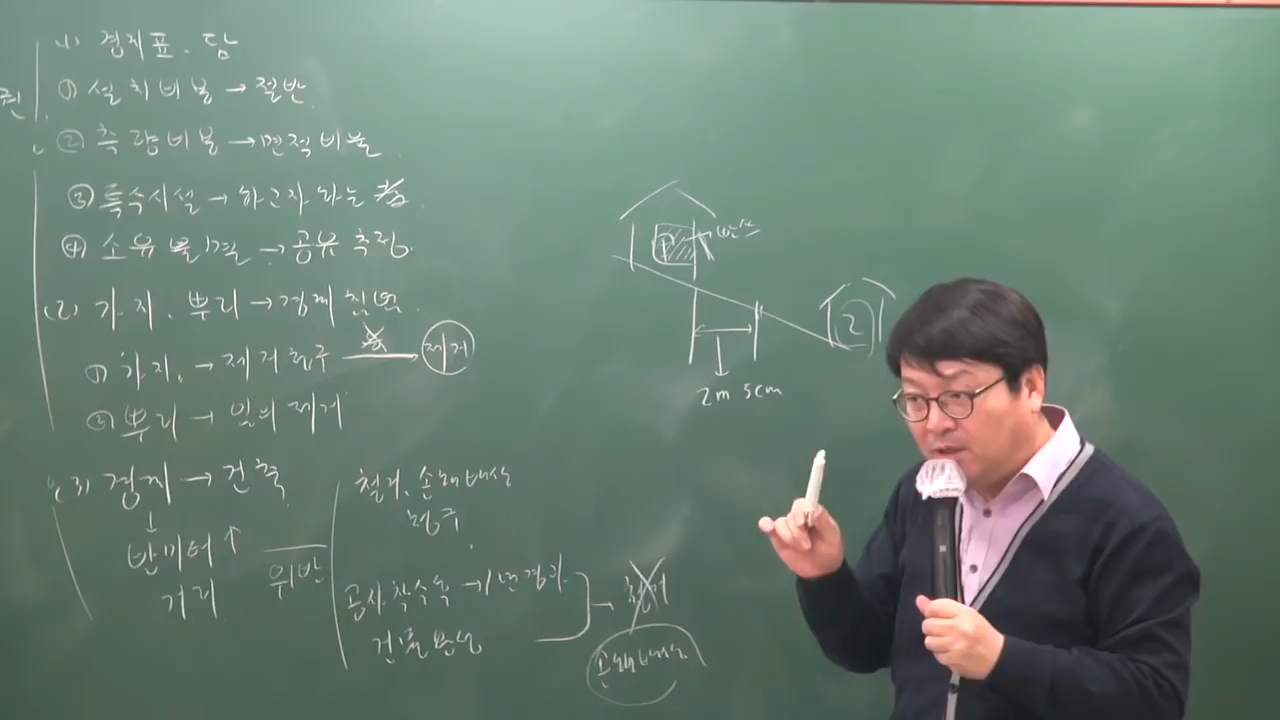 권
(1) 경계표. 담
① 설치비용 → 절반.
② 측량비용 → 면적비율.
③ 특수시설 → 하고자 하는 者.
④ 소유불명 → 공유 추정.
(2) 가지. 뿌리 → 경계 침범.
① 가지. → 제거청구 → 제거
② 뿌리 → 임의 제거
(3) 경계 → 건축
반미터↑
거리
위반
철거, 손해배상
청구.
공사착수후 → 1년경과
건물완성
→ 철거
손해배상
①
②
2m 5cm